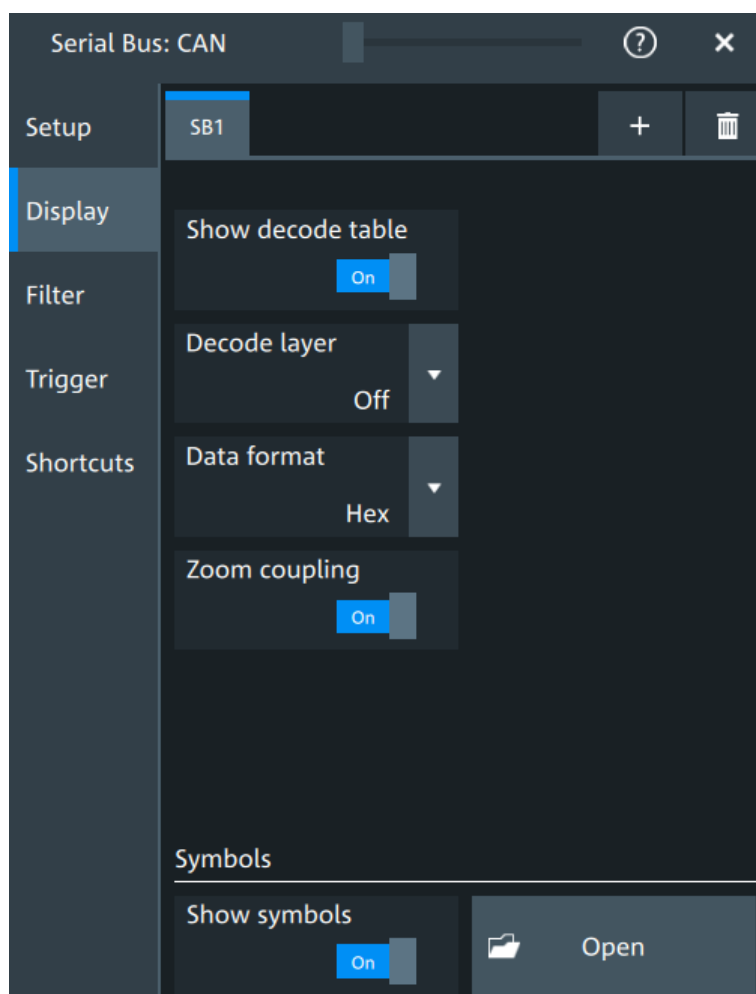 Serial Bus: CAN
?
Setup
SB1
+
Display
Show decode table
On
Filter
Decode layer
Off
Trigger
Shortcuts
Data format
Hex
Zoom coupling
On
Symbols
Show symbols
On
Open